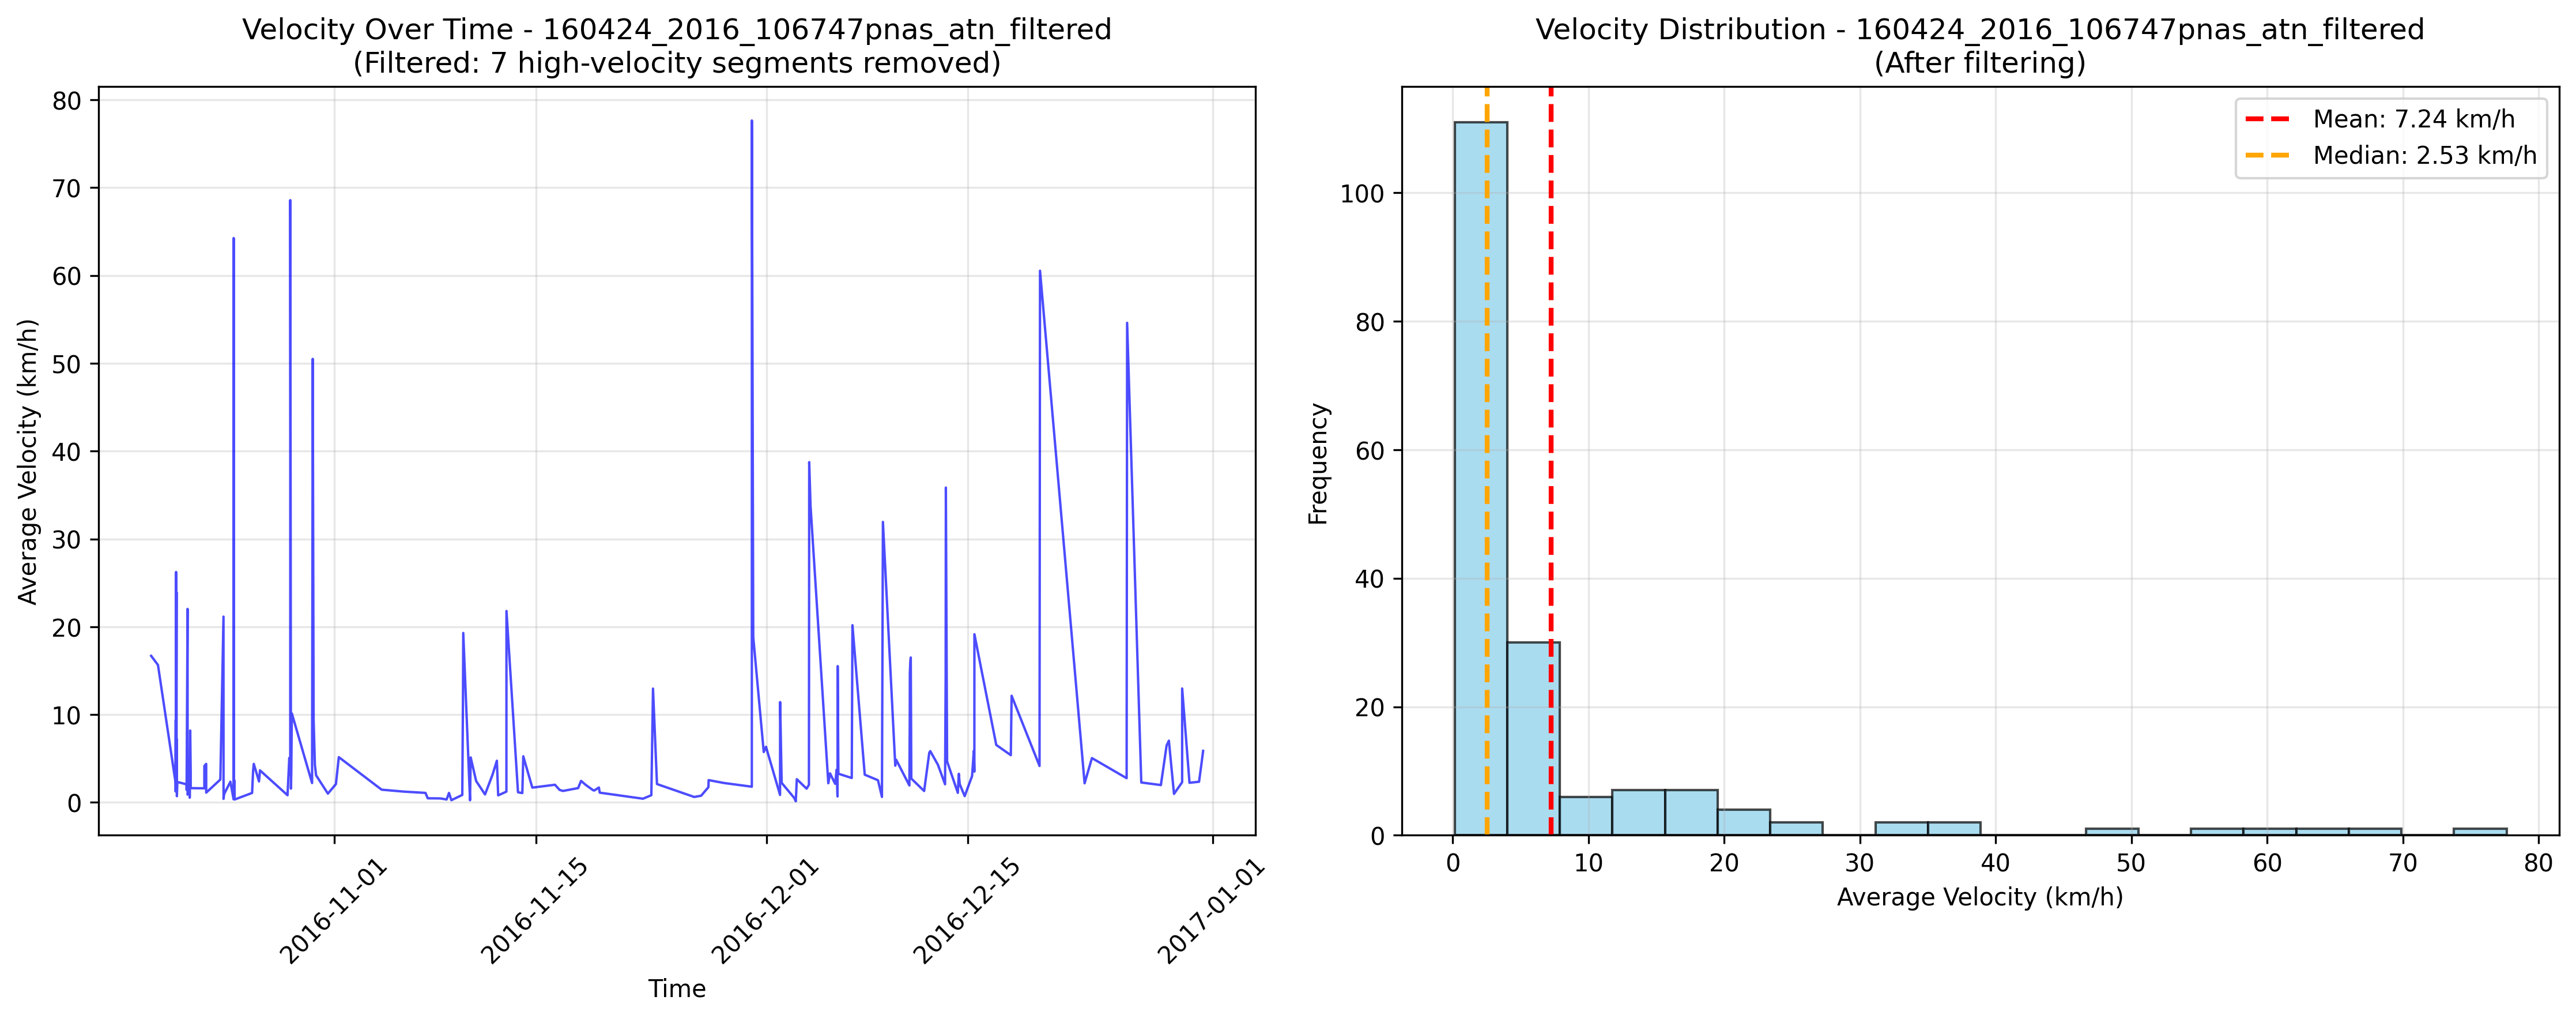 Velocity Over Time - 160424_2016_106747pnas_atn_filtered
(Filtered: 7 high-velocity segments removed)
Average Velocity (km/h)
80
70
60
50
40
30
20
10
0
2016-11-01
2016-11-15
2016-12-01
2016-12-15
2017-01-01
Time
Velocity Distribution - 160424_2016_106747pnas_atn_filtered
(After filtering)
Mean: 7.24 km/h
Median: 2.53 km/h
Frequency
100
80
60
40
20
0
0
10
20
30
40
50
60
70
80
Average Velocity (km/h)